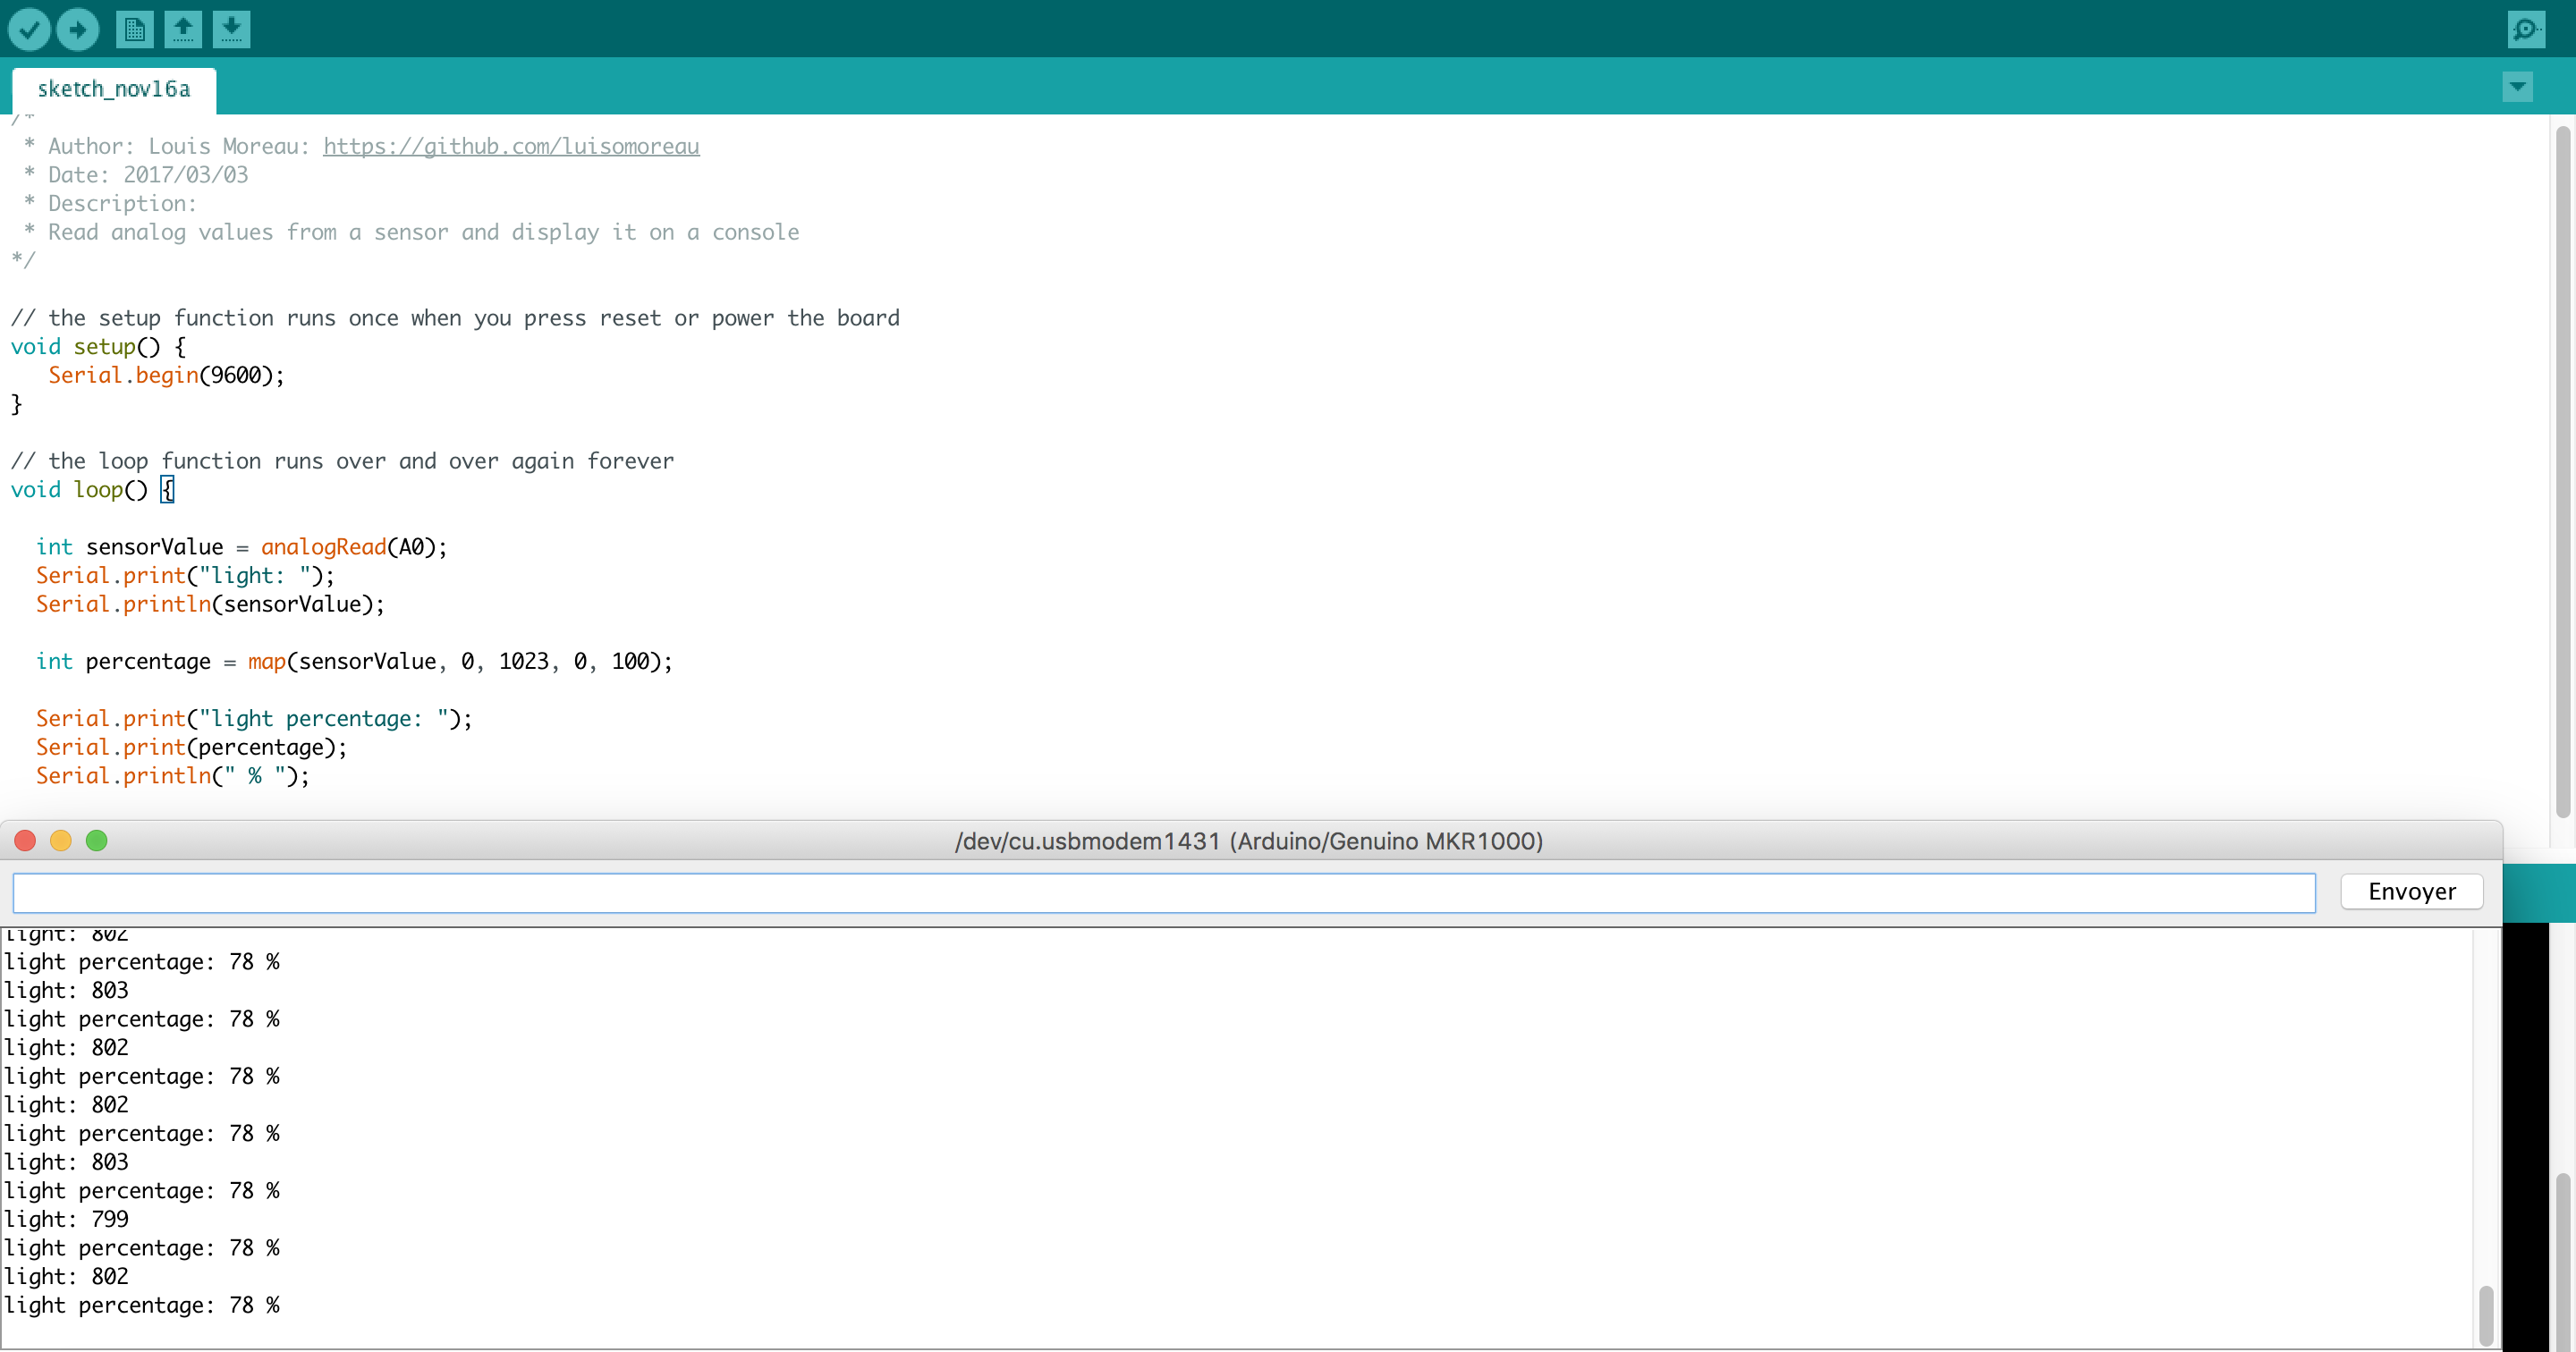 sketch_nov16a
/*
 * Author: Louis Moreau: https://github.com/luisomoreau
 * Date: 2017/03/03
 * Description:
 * Read analog values from a sensor and display it on a console
*/
// the setup function runs once when you press reset or power the board
void setup() {
   Serial.begin(9600);
}
// the loop function runs over and over again forever
void loop() {
  int sensorValue = analogRead(A0);
  Serial.print("light: ");
  Serial.println(sensorValue);
  int percentage = map(sensorValue, 0, 1023, 0, 100);
  Serial.print("light percentage: ");
  Serial.print(percentage);
  Serial.println(" % ");
/dev/cu.usbmodem1431 (Arduino/Genuino MKR1000)
Envoyer
light: 802
light percentage: 78 %
light: 803
light percentage: 78 %
light: 802
light percentage: 78 %
light: 802
light percentage: 78 %
light: 803
light percentage: 78 %
light: 799
light percentage: 78 %
light: 802
light percentage: 78 %